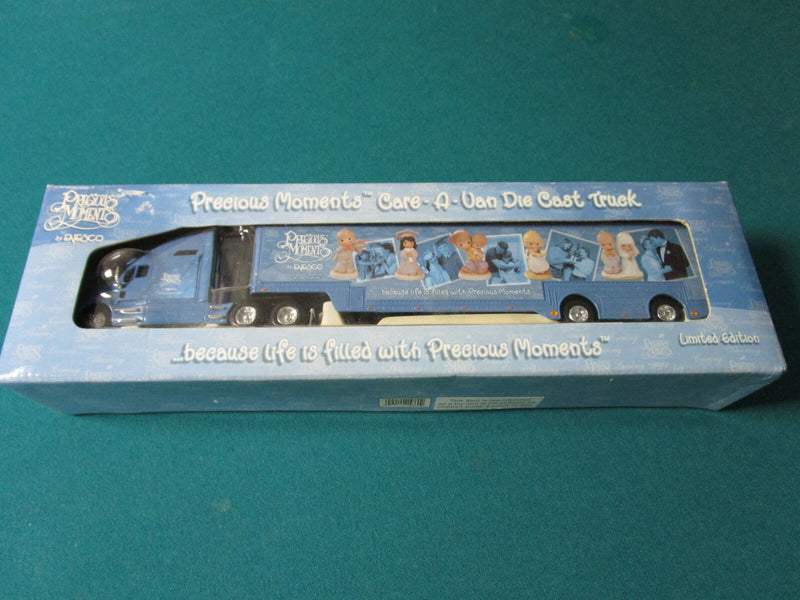 Precious Moments
by ENESCO
Precious Moments™ Care-A-Van Die Cast Truck
Precious Moments
by ENESCO
...because life is filled with Precious Moments
...because life is filled with Precious Moments™
Limited Edition